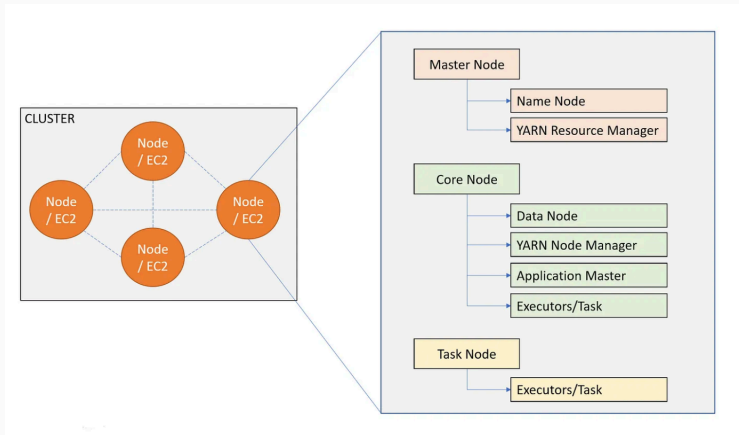 CLUSTER
Node
/ EC2
Node
/ EC2
Node
/ EC2
Node
/ EC2
Master Node
Name Node
YARN Resource Manager
Core Node
Data Node
YARN Node Manager
Application Master
Executors/Task
Task Node
Executors/Task